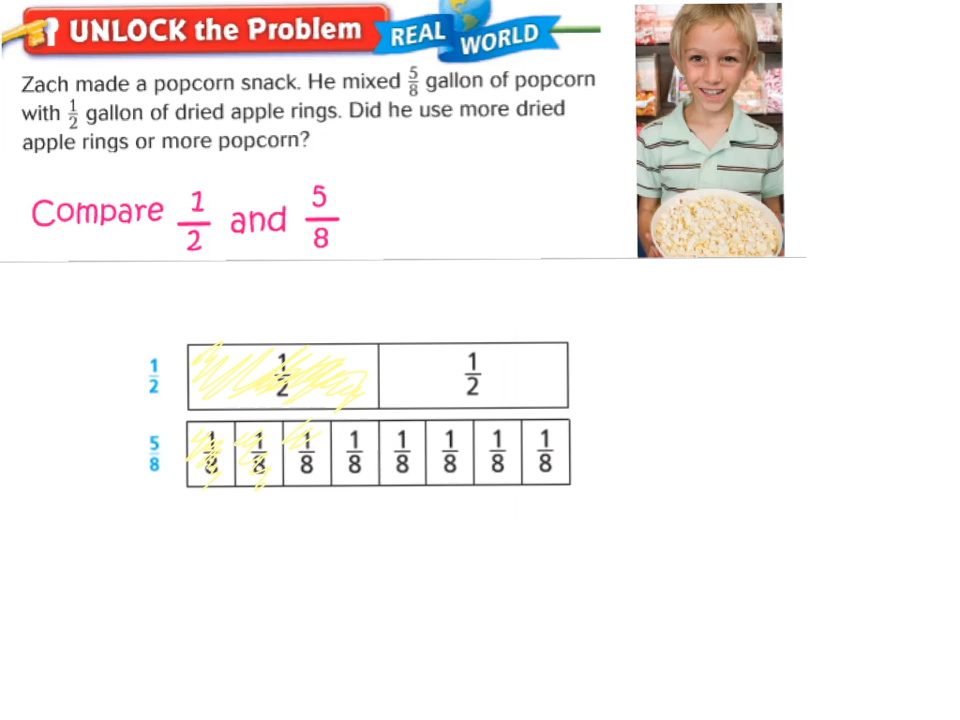 UNLOCK the Problem REAL WORLD
Zach made a popcorn snack. He mixed 5/8 gallon of popcorn
with 1/2 gallon of dried apple rings. Did he use more dried
apple rings or more popcorn?
Compare 1/2 and 5/8
1/2 1/2 1/2
5/8 1/8 1/8 1/8 1/8 1/8 1/8 1/8 1/8